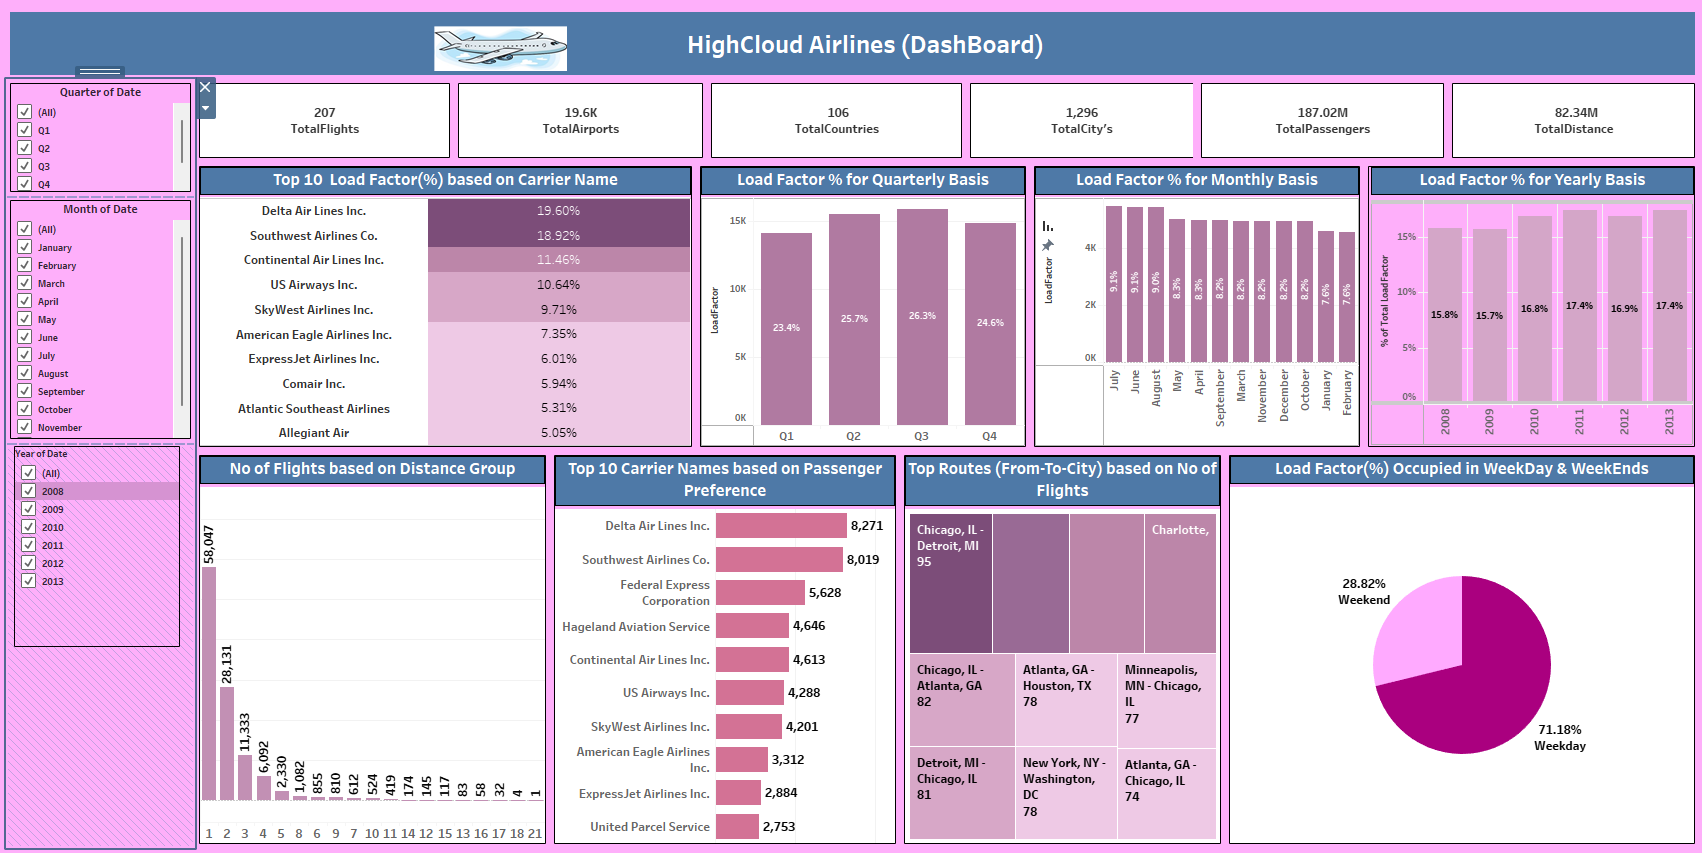 HighCloud Airlines (DashBoard)
Quarter of Date
(All)
Q1
Q2
Q3
Q4
Month of Date
(All)
January
February
March
April
May
June
July
August
September
October
November
Year of Date
(All)
2008
2009
2010
2011
2012
2013
207
TotalFlights
19.6K
TotalAirports
106
TotalCountries
1,296
TotalCity's
187.02M
TotalPassengers
82.34M
TotalDistance
Top 10 Load Factor(%) based on Carrier Name
Delta Air Lines Inc. 19.60%
Southwest Airlines Co. 18.92%
Continental Air Lines Inc. 11.46%
US Airways Inc. 10.64%
SkyWest Airlines Inc. 9.71%
American Eagle Airlines Inc. 7.35%
ExpressJet Airlines Inc. 6.01%
Comair Inc. 5.94%
Atlantic Southeast Airlines 5.31%
Allegiant Air 5.05%
Load Factor % for Quarterly Basis
LoadFactor
15K
10K
5K
0K
23.4% 25.7% 26.3% 24.6%
Q1 Q2 Q3 Q4
Load Factor % for Monthly Basis
LoadFactor
4K
2K
0K
9.1% 9.1% 9.0% 8.3% 8.3% 8.2% 8.2% 8.2% 8.2% 8.2% 7.6% 7.6%
July June August May April September March November December October January February
Load Factor % for Yearly Basis
% of Total LoadFactor
15%
10%
5%
0%
15.8% 15.7% 16.8% 17.4% 16.9% 17.4%
2008 2009 2010 2011 2012 2013
No of Flights based on Distance Group
58,047 28,131 11,333 6,092 2,330 1,082 855 810 612 524 419 174 145 117 83 58 32 4 1
1 2 3 4 5 8 6 9 7 10 11 14 12 15 13 16 17 18 21
Top 10 Carrier Names based on Passenger
Preference
Delta Air Lines Inc. 8,271
Southwest Airlines Co. 8,019
Federal Express
Corporation 5,628
Hageland Aviation Service 4,646
Continental Air Lines Inc. 4,613
US Airways Inc. 4,288
SkyWest Airlines Inc. 4,201
American Eagle Airlines
Inc. 3,312
ExpressJet Airlines Inc. 2,884
United Parcel Service 2,753
Top Routes (From-To-City) based on No of
Flights
Chicago, IL -
Detroit, MI
95
Charlotte,
Chicago, IL -
Atlanta, GA
82
Atlanta, GA -
Houston, TX
78
Minneapolis,
MN - Chicago,
IL
77
Detroit, MI -
Chicago, IL
81
New York, NY -
Washington,
DC
78
Atlanta, GA -
Chicago, IL
74
Load Factor(%) Occupied in WeekDay & WeekEnds
28.82%
Weekend
71.18%
Weekday